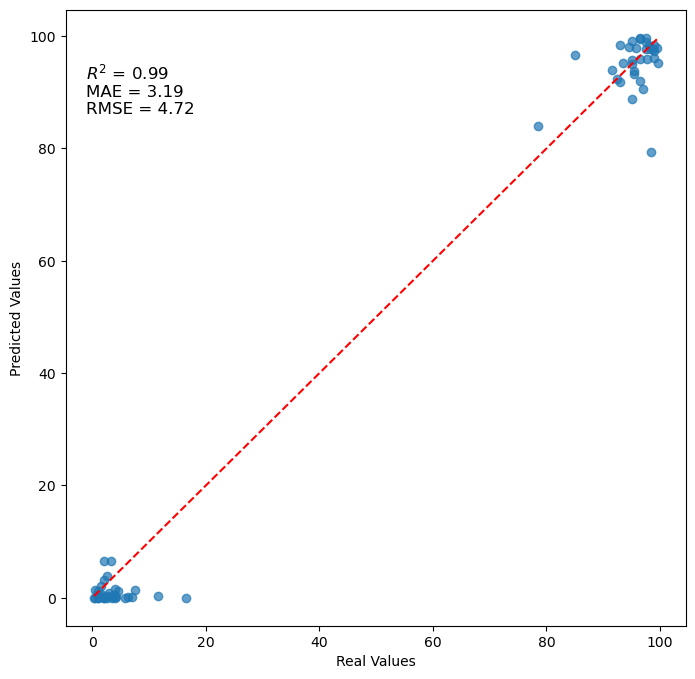 100
80
60
40
20
0
Predicted Values
R² = 0.99
MAE = 3.19
RMSE = 4.72
0 20 40 60 80 100
Real Values